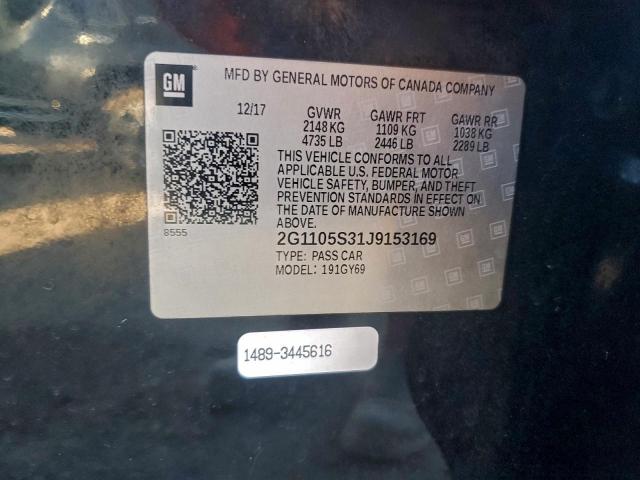 GM
MFD BY GENERAL MOTORS OF CANADA COMPANY
12/17 GVWR GAWR FRT GAWR RR
2148 KG 1109 KG 1038 KG
4735 LB 2446 LB 2289 LB
THIS VEHICLE CONFORMS TO ALL
APPLICABLE U.S. FEDERAL MOTOR
VEHICLE SAFETY, BUMPER, AND THEFT
PREVENTION STANDARDS IN EFFECT ON
THE DATE OF MANUFACTURE SHOWN
ABOVE.
8555
2G1105S31J9153169
TYPE: PASS CAR
MODEL: 191GY69
1489-3445616